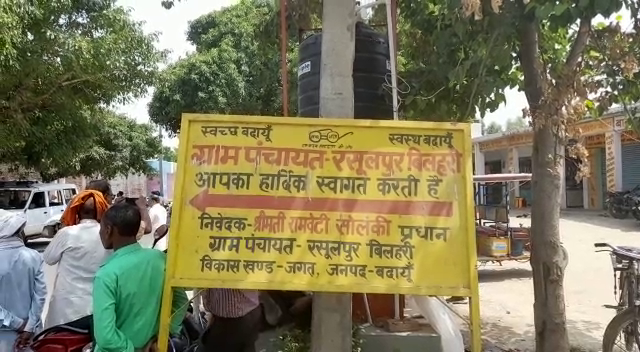 स्वच्छ बदायूँ स्वस्थ बदायूँ
ग्राम पंचायत-रसूलपुर बिलहरी
आपका हार्दिक स्वागत करती है
निवेदक-श्रीमती रामबेटी सोलंकी प्रधान
ग्राम पंचायत- रसूलपुर बिलहरी
विकास खण्ड-जगत, जनपद-बदायूँ